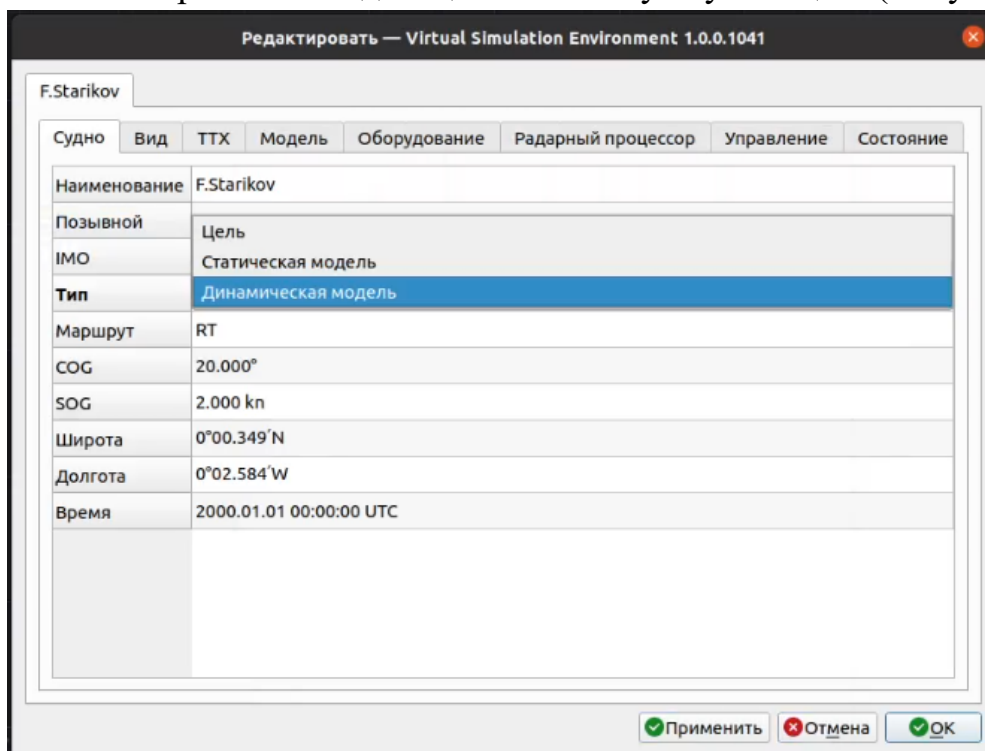 Редактировать — Virtual Simulation Environment 1.0.0.1041
F.Starikov
Судно Вид ТТХ Модель Оборудование Радарный процессор Управление Состояние
Наименование F.Starikov
Позывной
Цель
IMO
Статическая модель
Тип
Динамическая модель
Маршрут RT
COG 20.000°
SOG 2.000 kn
Широта 0°00.349′N
Долгота 0°02.584′W
Время 2000.01.01 00:00:00 UTC
Применить Отмена OK